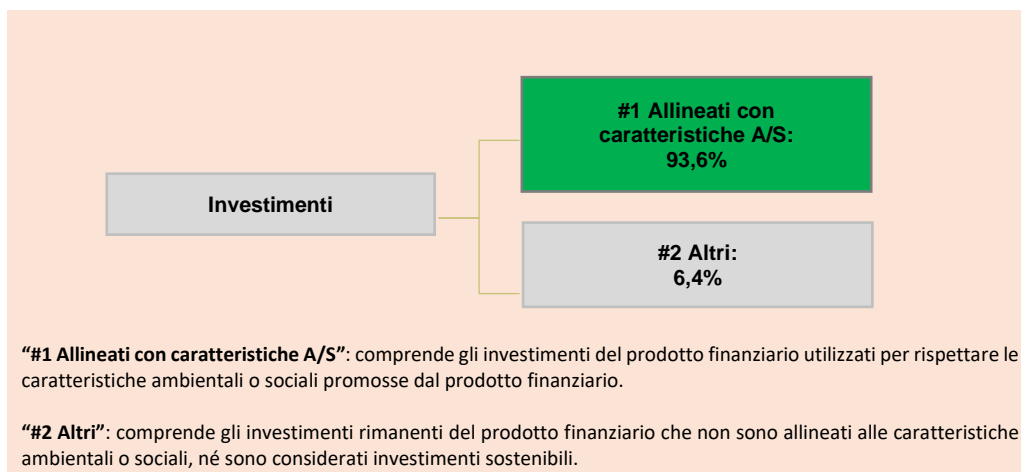 #1 Allineati con
caratteristiche A/S:
93,6%
Investimenti
#2 Altri:
6,4%
“#1 Allineati con caratteristiche A/S”: comprende gli investimenti del prodotto finanziario utilizzati per rispettare le
caratteristiche ambientali o sociali promosse dal prodotto finanziario.
“#2 Altri”: comprende gli investimenti rimanenti del prodotto finanziario che non sono allineati alle caratteristiche
ambientali o sociali, né sono considerati investimenti sostenibili.